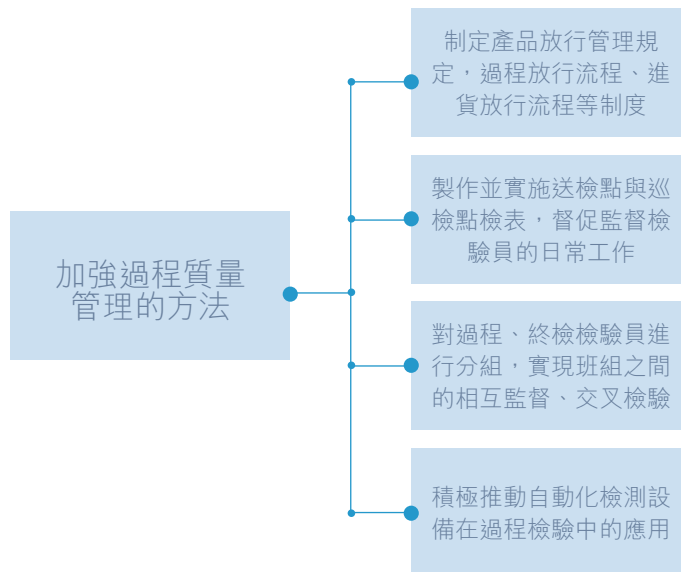 加強過程質量
管理的方法
制定產品放行管理規
定，過程放行流程、進
貨放行流程等制度
製作並實施送檢點與巡
檢點檢表，督促監督檢
驗員的日常工作
對過程、終檢檢驗員進
行分組，實現班組之間
的相互監督、交叉檢驗
積極推動自動化檢測設
備在過程檢驗中的應用